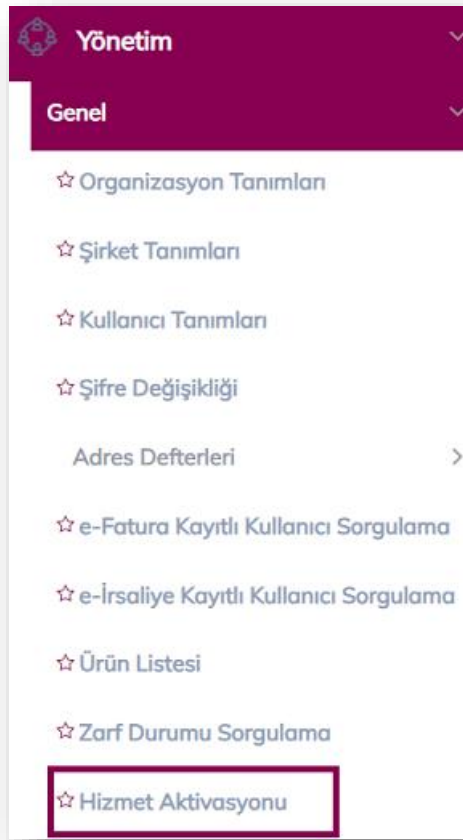 Yönetim
Genel
Organizasyon Tanımları
Şirket Tanımları
Kullanıcı Tanımları
Şifre Değişikliği
Adres Defterleri
e-Fatura Kayıtlı Kullanıcı Sorgulama
e-İrsaliye Kayıtlı Kullanıcı Sorgulama
Ürün Listesi
Zarf Durumu Sorgulama
Hizmet Aktivasyonu